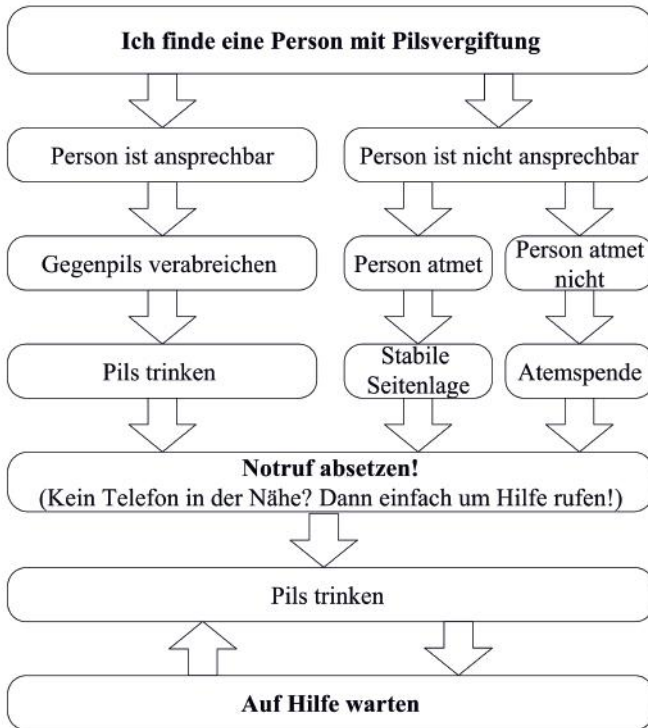 Ich finde eine Person mit Pilsvergiftung
Person ist ansprechbar
Person ist nicht ansprechbar
Gegenpils verabreichen
Person atmet
Person atmet
nicht
Pils trinken
Stabile
Seitenlage
Atemspende
Notruf absetzen!
(Kein Telefon in der Nähe? Dann einfach um Hilfe rufen!)
Pils trinken
Auf Hilfe warten